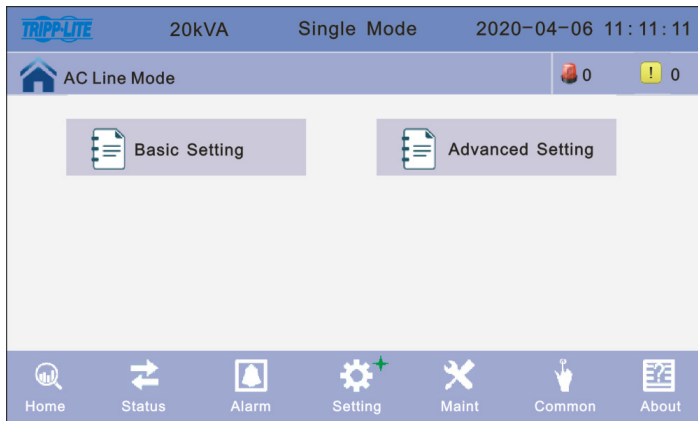 TRIPP-LITE 20kVA Single Mode 2020-04-06 11:11:11
AC Line Mode 0 ! 0
Basic Setting Advanced Setting
Home Status Alarm Setting Maint Common About